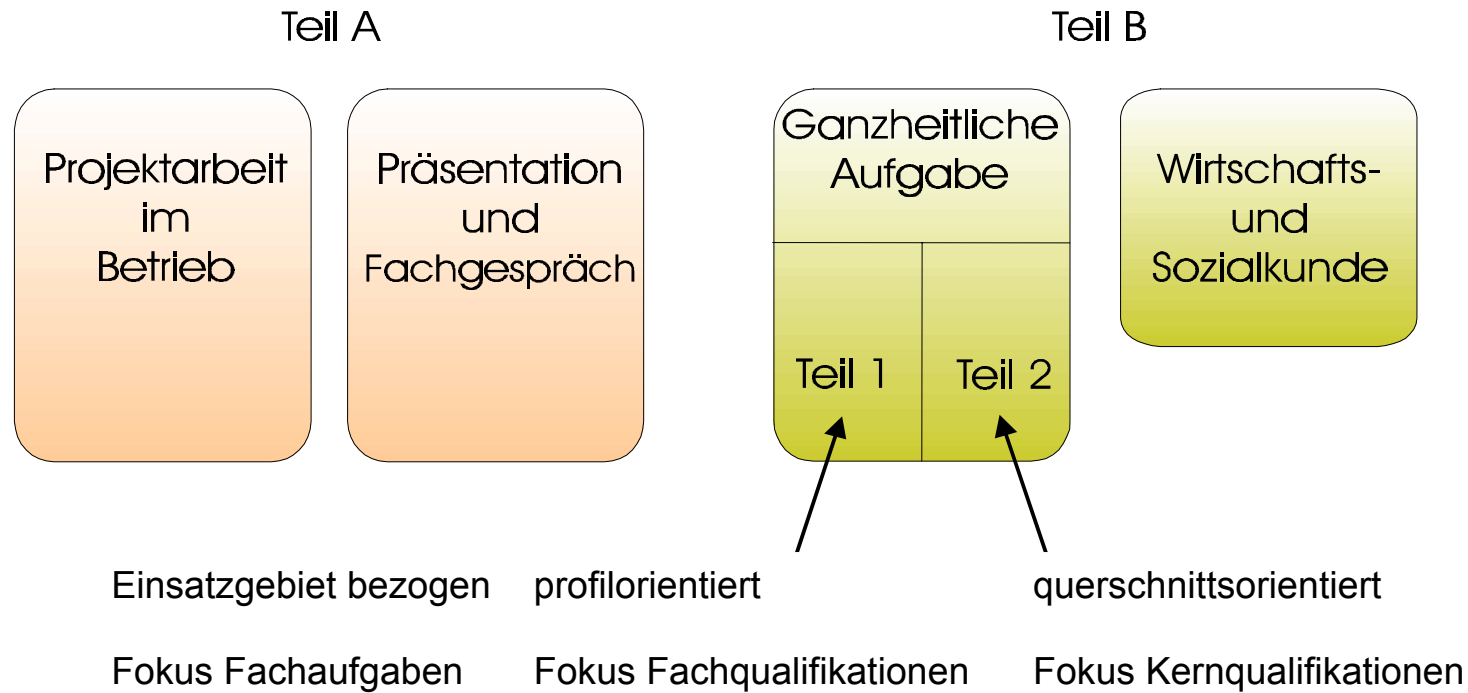 Teil A
Teil B
Projektarbeit
im
Betrieb
Präsentation
und
Fachgespräch
Ganzheitliche
Aufgabe
Teil 1
Teil 2
Wirtschafts-
und
Sozialkunde
Einsatzgebiet bezogen
profilorientiert
querschnittsorientiert
Fokus Fachaufgaben
Fokus Fachqualifikationen
Fokus Kernqualifikationen